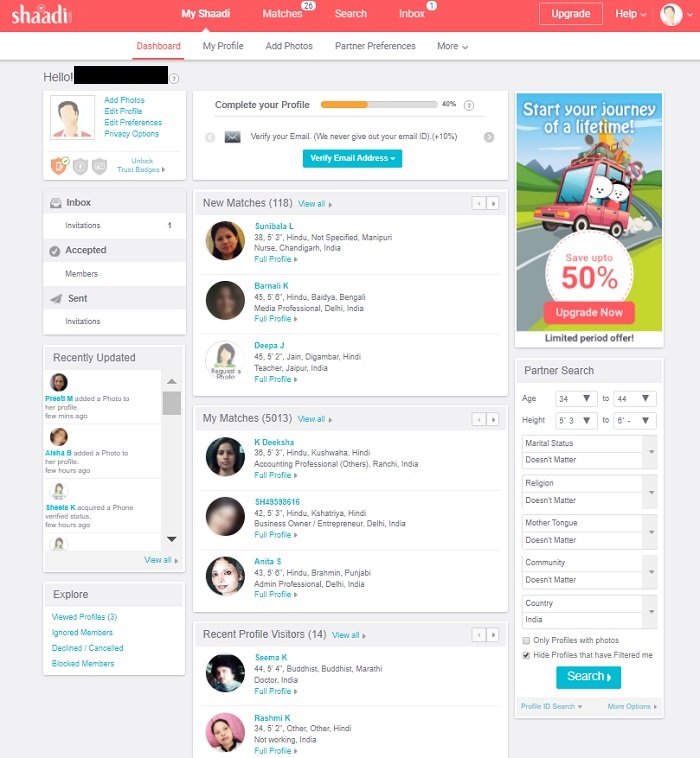 shaadi.com
My Shaadi
Matches
26
Search
Inbox
1
Upgrade
Help
Dashboard
My Profile
Add Photos
Partner Preferences
More
Hello!
?
Add Photos
Edit Profile
Edit Preferences
Privacy Options
Unlock
Trust Badges
Inbox
Invitations 1
Accepted
Members
Sent
Invitations
Recently Updated
Preeti M added a Photo to
her profile.
few mins ago
Aisha B added a Photo to
her profile.
few hours ago
Sheela K acquired a Phone
verified status.
few hours ago
View all
Explore
Viewed Profiles (3)
Ignored Members
Declined / Cancelled
Blocked Members
Complete your Profile 40% ?
Verify your Email. (We never give out your email ID).(+10%)
Verify Email Address
New Matches (118) View all
Sunibala L
38, 5' 3", Hindu, Not Specified, Manipuri
Nurse, Chandigarh, India
Full Profile
Barnali K
45, 5' 6", Hindu, Baidya, Bengali
Media Professional, Delhi, India
Full Profile
Request a
Photo
Deepa J
45, 5' 2", Jain, Digambar, Hindi
Teacher, Jaipur, India
Full Profile
My Matches (5013) View all
K Deeksha
36, 5' 3", Hindu, Kushwaha, Hindi
Accounting Professional (Others), Ranchi, India
Full Profile
SH49598616
42, 5' 3", Hindu, Kshatriya, Hindi
Business Owner / Entrepreneur, Delhi, India
Full Profile
Anita S
43, 5' 6", Hindu, Brahmin, Punjabi
Admin Professional, Delhi, India
Full Profile
Recent Profile Visitors (14) View all
Seema K
44, 5' 4", Buddhist, Buddhist, Marathi
Doctor, India
Full Profile
Rashmi K
34, 5' 2", Other, Other, Hindi
Not working, India
Full Profile
Start your journey
of a lifetime!
Save upto
50%
Upgrade Now
Limited period offer!
Partner Search
Age 34 to 44
Height 5' 3 to 6' -
Marital Status
Doesn't Matter
Religion
Doesn't Matter
Mother Tongue
Doesn't Matter
Community
Doesn't Matter
Country
India
Only Profiles with photos
Hide Profiles that have Filtered me
Search
Profile ID Search
More Options